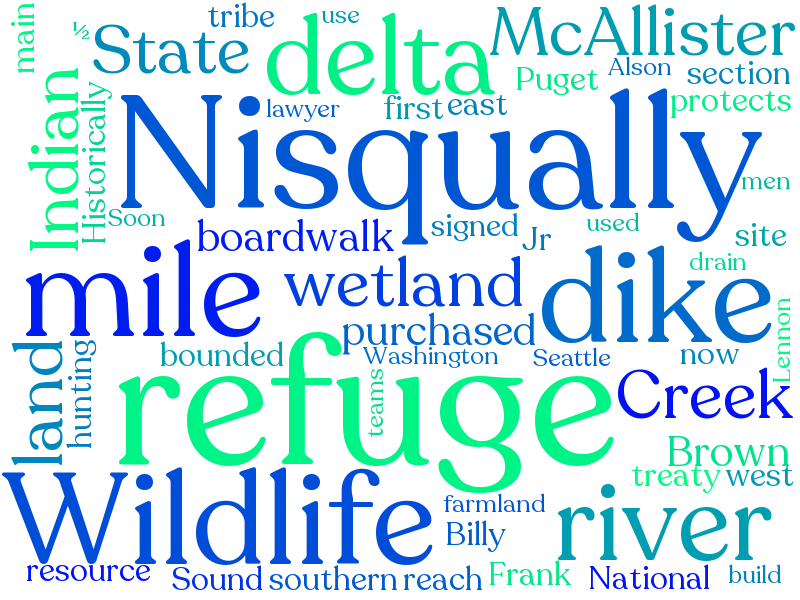 main
½
tribe
use
State
delta
McAllister
Puget
Alson
section
protects
Indian
Historically
lawyer
first
east
Nisqually
men
Soon
boardwalk
signed
Jr
used
site
drain
mile
wetland
dike
purchased
land
hunting
bounded
Washington
Seattle
now
Lennon
teams
refuge
Creek
Brown
treaty
west
Wildlife
farmland
Billy
river
resource
Sound
southern
reach
Frank
National
build